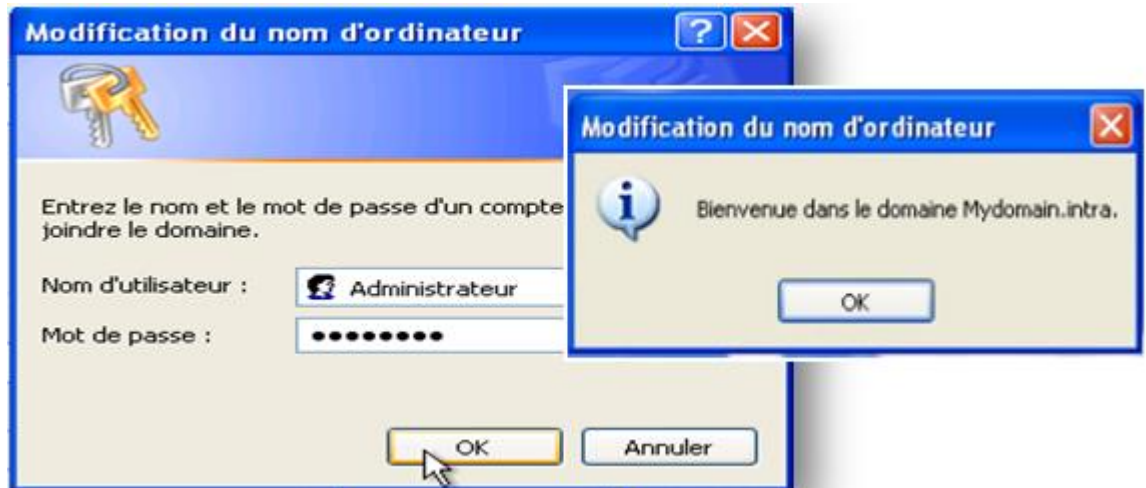 Modification du nom d'ordinateur
Entrez le nom et le mot de passe d'un compte
joindre le domaine.
Nom d'utilisateur :
Administrateur
Mot de passe :
••••••••
OK
Annuler
Modification du nom d'ordinateur
Bienvenue dans le domaine Mydomain.intra.
OK